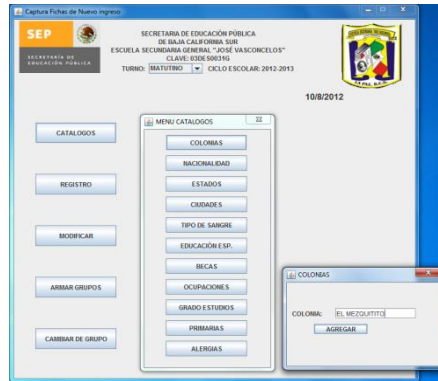 Captura Fichas de Nuevo ingreso
SEP
SECRETARÍA DE
EDUCACIÓN PÚBLICA
SECRETARIA DE EDUCACIÓN PÚBLICA
DE BAJA CALIFORNIA SUR
ESCUELA SECUNDARIA GENERAL "JOSÉ VASCONCELOS"
CLAVE: 03DES0031G
TURNO: MATUTINO CICLO ESCOLAR: 2012-2013
10/8/2012
CATALOGOS
REGISTRO
MODIFICAR
ARMAR GRUPOS
CAMBIAR DE GRUPO
MENU CATALOGOS
COLONIAS
NACIONALIDAD
ESTADOS
CIUDADES
TIPO DE SANGRE
EDUCACIÓN ESP.
BECAS
OCUPACIONES
GRADO ESTUDIOS
PRIMARIAS
ALERGIAS
COLONIAS
COLONIA: EL MEZQUITITO
AGREGAR